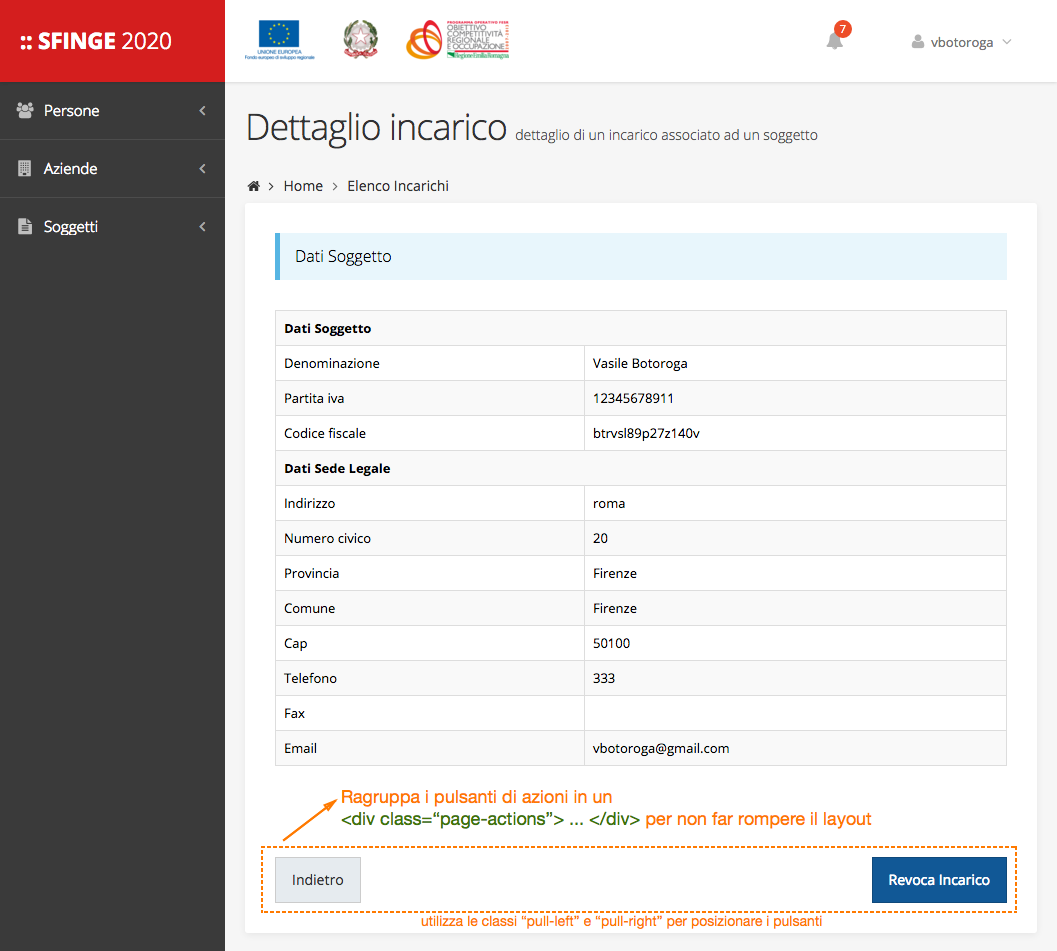 :: SFINGE 2020
UNIONE EUROPEA
Fondo europeo di sviluppo regionale
PROGRAMMA OPERATIVO FESR
OBIETTIVO
COMPETITIVITÀ
REGIONALE
E OCCUPAZIONE
Regione Emilia-Romagna
7
vbotoroga
Persone
Aziende
Soggetti
Dettaglio incarico dettaglio di un incarico associato ad un soggetto
Home
Elenco Incarichi
Dati Soggetto
Dati Soggetto
Denominazione Vasile Botoroga
Partita iva 12345678911
Codice fiscale btrvsl89p27z140v
Dati Sede Legale
Indirizzo roma
Numero civico 20
Provincia Firenze
Comune Firenze
Cap 50100
Telefono 333
Fax
Email vbotoroga@gmail.com
Ragruppa i pulsanti di azioni in un
<div class=“page-actions”> ... </div> per non far rompere il layout
Indietro
Revoca Incarico
utilizza le classi “pull-left” e “pull-right” per posizionare i pulsanti